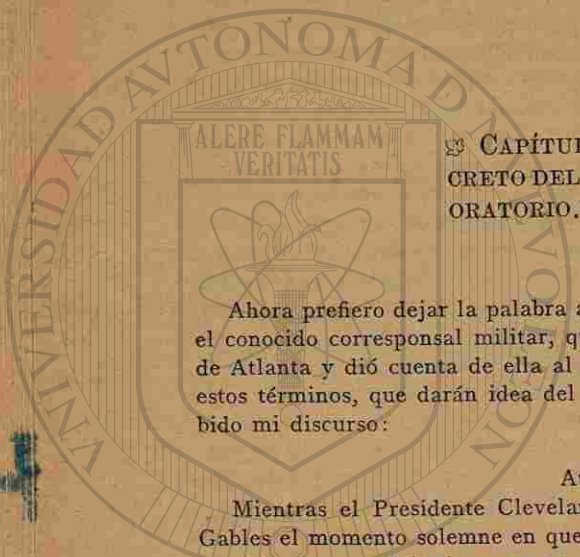 CAPÍTU
CRETO DEL
ORATORIO.
Ahora prefiero dejar la palabra a
el conocido corresponsal militar, q
de Atlanta y dió cuenta de ella al
estos términos, que darán idea del
bido mi discurso:
A
Mientras el Presidente Clevela
Gables el momento solemne en que
UNIVERSIDAD AUTONOMA DE NUEVO LEON
ALERE FLAMMAM
VERITATIS